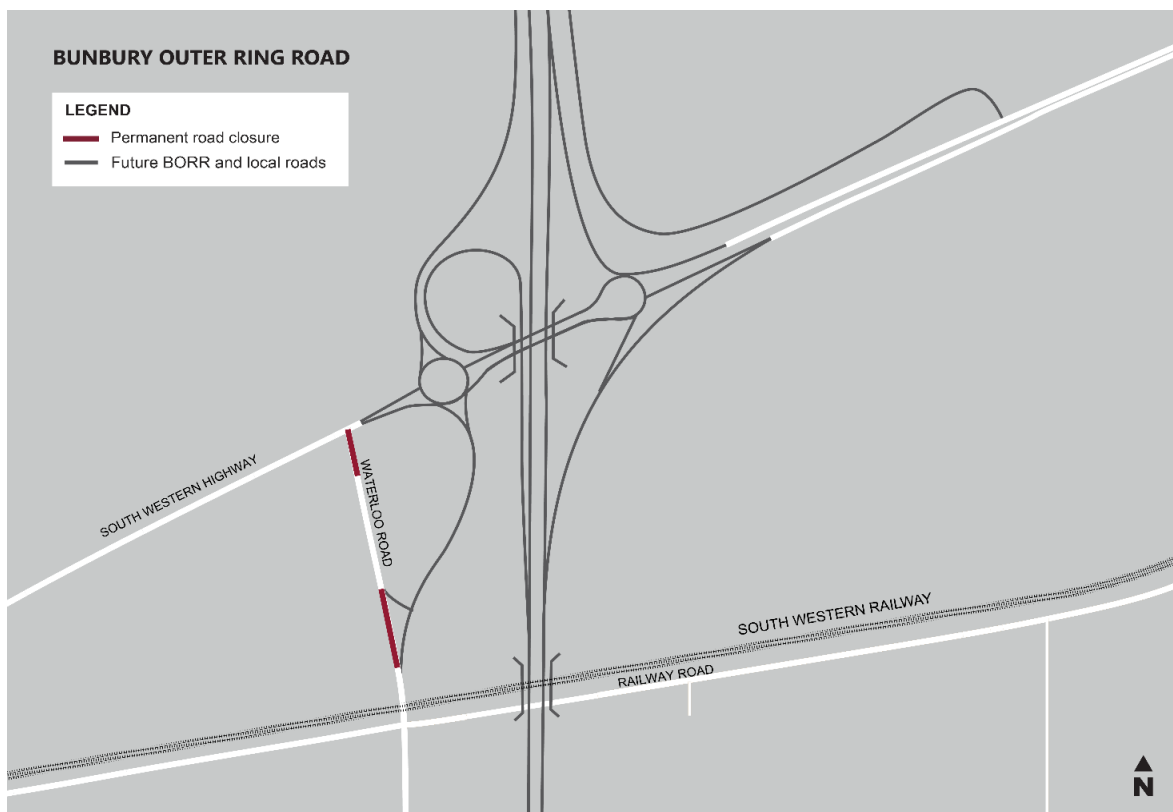 BUNBURY OUTER RING ROAD
LEGEND
Permanent road closure
Future BORR and local roads
SOUTH WESTERN HIGHWAY
WATERLOO ROAD
SOUTH WESTERN RAILWAY
RAILWAY ROAD
N